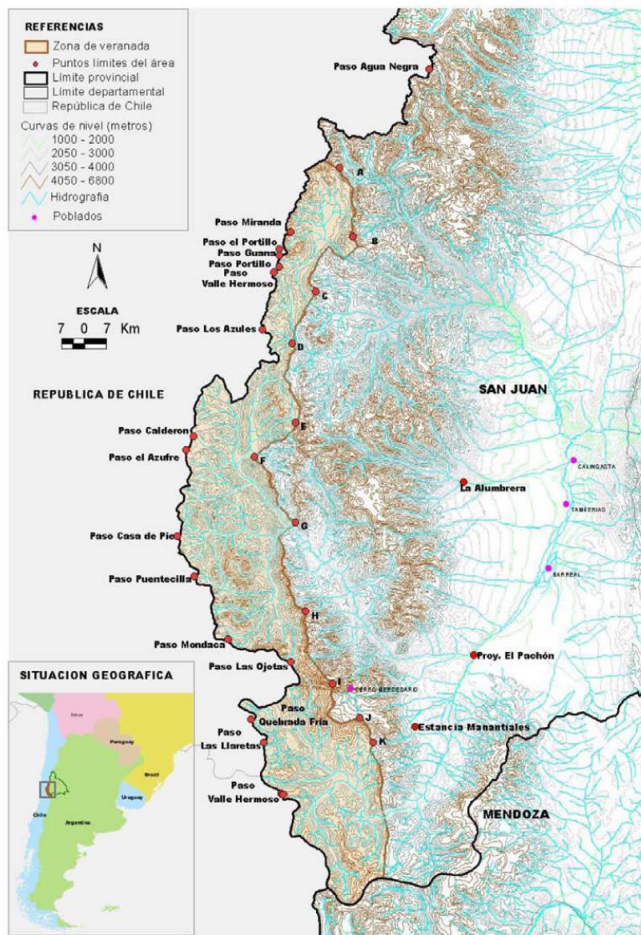 REFERENCIAS
Zona de veranada
Puntos limites del área
Límite provincial
Límite departamental
República de Chile
Curvas de nivel (metros)
1000 - 2000
2050 - 3000
3050 - 4000
4050 - 6800
Hidrografia
Poblados
N
ESCALA
7 0 7 Km
Paso Agua Negra
A
Paso Miranda
B
Paso el Portillo
Paso Guana
Paso Portillo
Paso
Valle Hermoso
C
Paso Los Azules
D
REPUBLICA DE CHILE
SAN JUAN
E
Paso Calderon
Paso el Azufre
F
CALINGASTA
La Alumbrera
TAMBERIAS
G
Paso Casa de Pie
BARREAL
Paso Puentecilla
H
Paso Mondaca
Proy. El Pachón
Paso Las Ojotas
I
CERRO MERCEDARIO
Paso
Quebrada Fria
J
Estancia Manantiales
Paso
Las Llaretas
K
Paso
Valle Hermoso
MENDOZA
SITUACION GEOGRAFICA
Paraguay
Brazil
Uruguay
Chile
Argentina